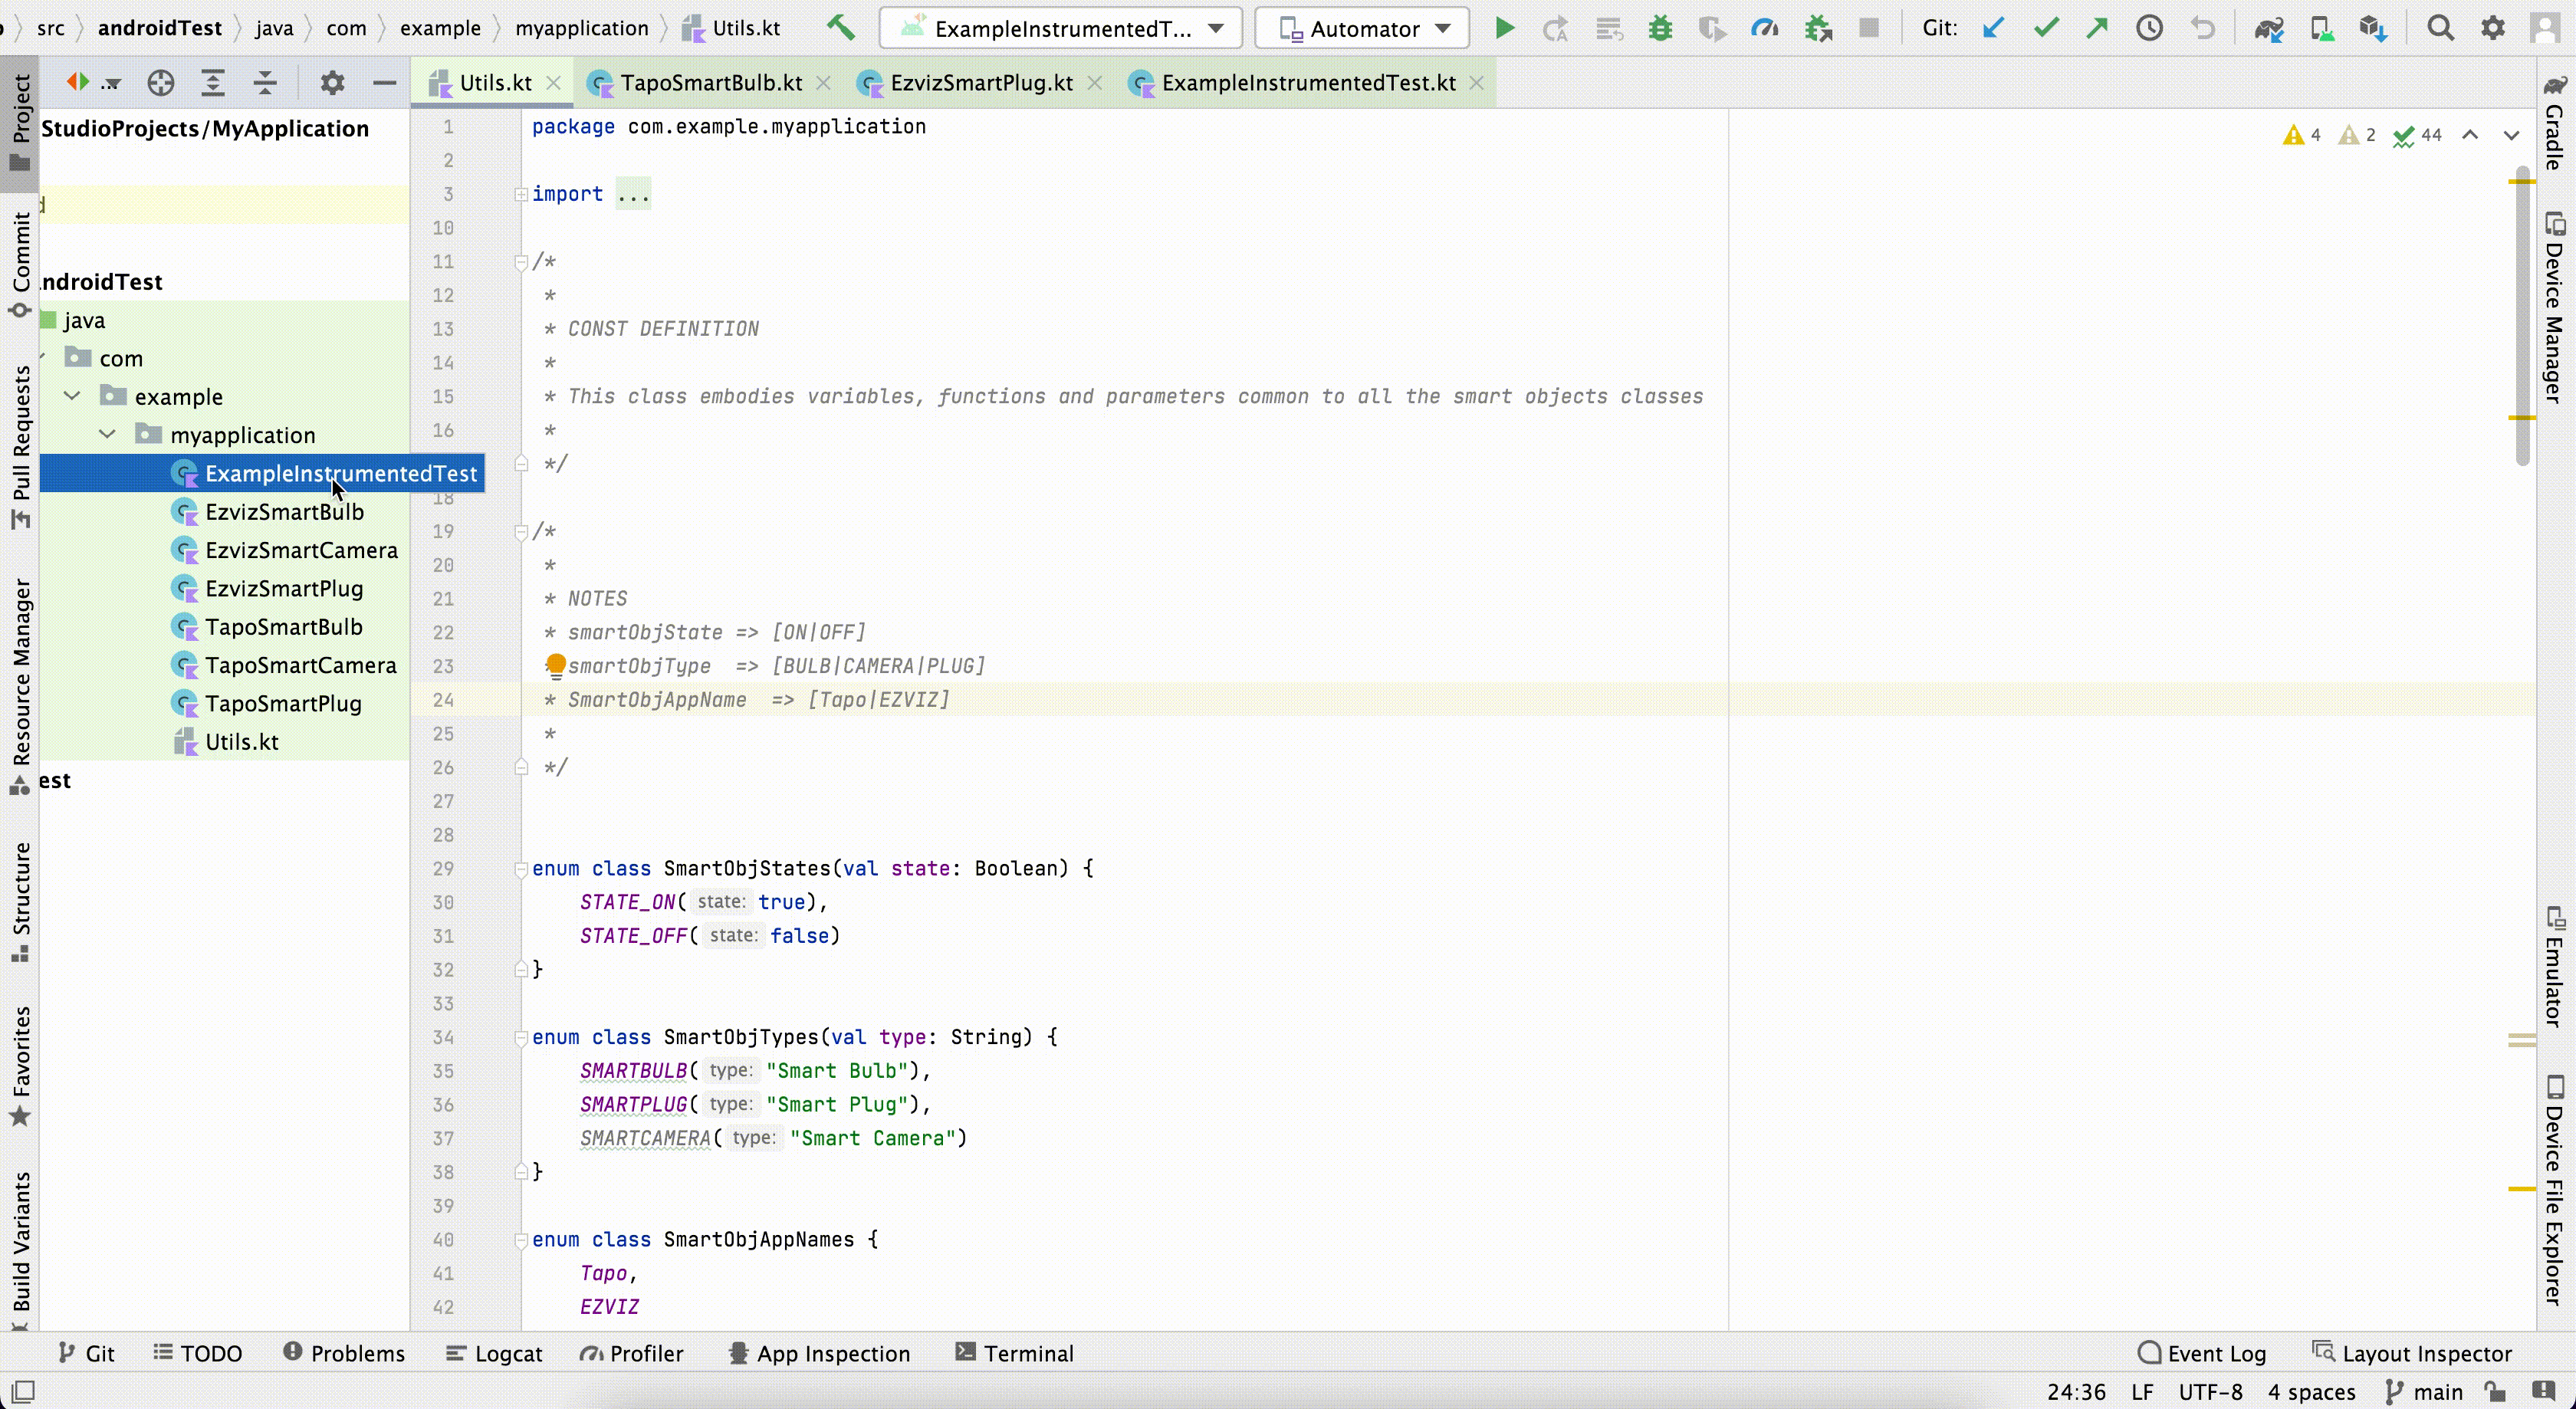 src androidTest java com example myapplication Utils.kt ExampleInstrumentedT... Automator Git:
... Utils.kt TapoSmartBulb.kt EzvizSmartPlug.kt ExampleInstrumentedTest.kt
Project
Commit
Pull Requests
Resource Manager
Structure
Favorites
Build Variants
StudioProjects/MyApplication
d
ndroidTest
java
com
example
myapplication
ExampleInstrumentedTest
EzvizSmartBulb
EzvizSmartCamera
EzvizSmartPlug
TapoSmartBulb
TapoSmartCamera
TapoSmartPlug
Utils.kt
est
4 2 44
1 package com.example.myapplication
2
3 import ...
10
11 /*
12 *
13 * CONST DEFINITION
14 *
15 * This class embodies variables, functions and parameters common to all the smart objects classes
16 *
*/
18
19 /*
20 *
21 * NOTES
22 * smartObjState => [ON|OFF]
23 * smartObjType => [BULB|CAMERA|PLUG]
24 * SmartObjAppName => [Tapo|EZVIZ]
25 *
26 */
27
28
29 enum class SmartObjStates(val state: Boolean) {
30 STATE_ON( state: true),
31 STATE_OFF( state: false)
32 }
33
34 enum class SmartObjTypes(val type: String) {
35 SMARTBULB( type: "Smart Bulb"),
36 SMARTPLUG( type: "Smart Plug"),
37 SMARTCAMERA( type: "Smart Camera")
38 }
39
40 enum class SmartObjAppNames {
41 Tapo,
42 EZVIZ
Gradle
Device Manager
Emulator
Device File Explorer
Git TODO Problems Logcat Profiler App Inspection Terminal Event Log Layout Inspector
24:36 LF UTF-8 4 spaces main